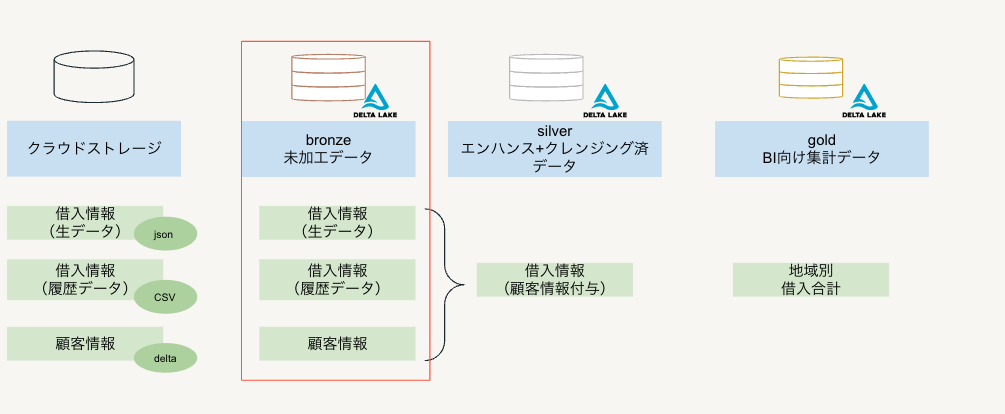 DELTA LAKE
DELTA LAKE
DELTA LAKE
クラウドストレージ
bronze
未加工データ
silver
エンハンス+クレンジング済
データ
gold
BI向け集計データ
借入情報
（生データ）
json
借入情報
（生データ）
借入情報
（履歴データ）
CSV
借入情報
（履歴データ）
借入情報
（顧客情報付与）
地域別
借入合計
顧客情報
delta
顧客情報